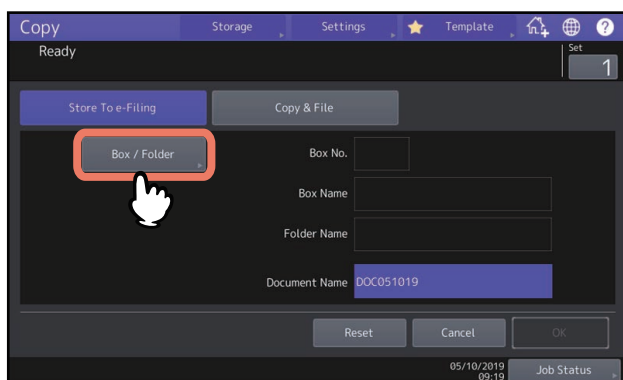 Copy Storage Settings Template
Ready
Set
1
Store To e-Filing Copy & File
Box / Folder Box No.
Box Name
Folder Name
Document Name DOC051019
Reset Cancel OK
05/10/2019
09:19
Job Status